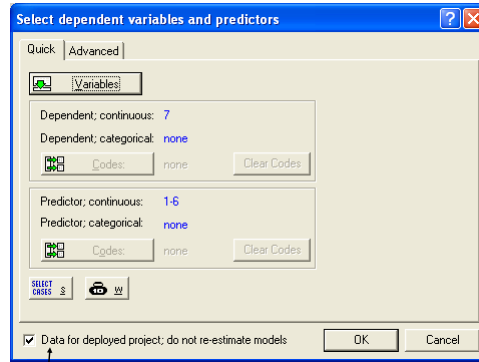 Select dependent variables and predictors
Quick Advanced
Variables
Dependent; continuous: 7
Dependent; categorical: none
Codes: none Clear Codes
Predictor; continuous: 1-6
Predictor; categorical: none
Codes: none Clear Codes
SELECT CASES S 10 W
Data for deployed project; do not re-estimate models OK Cancel